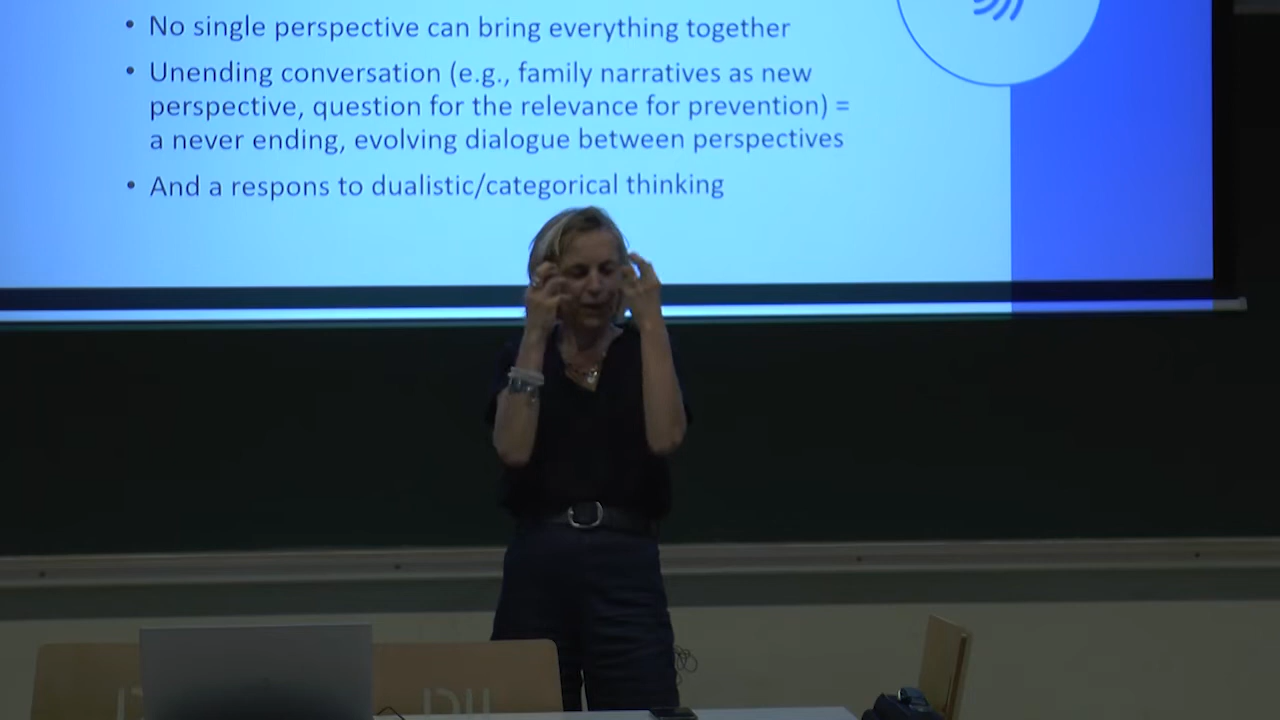 • No single perspective can bring everything together
• Unending conversation (e.g., family narratives as new
perspective, question for the relevance for prevention) =
a never ending, evolving dialogue between perspectives
• And a respons to dualistic/categorical thinking